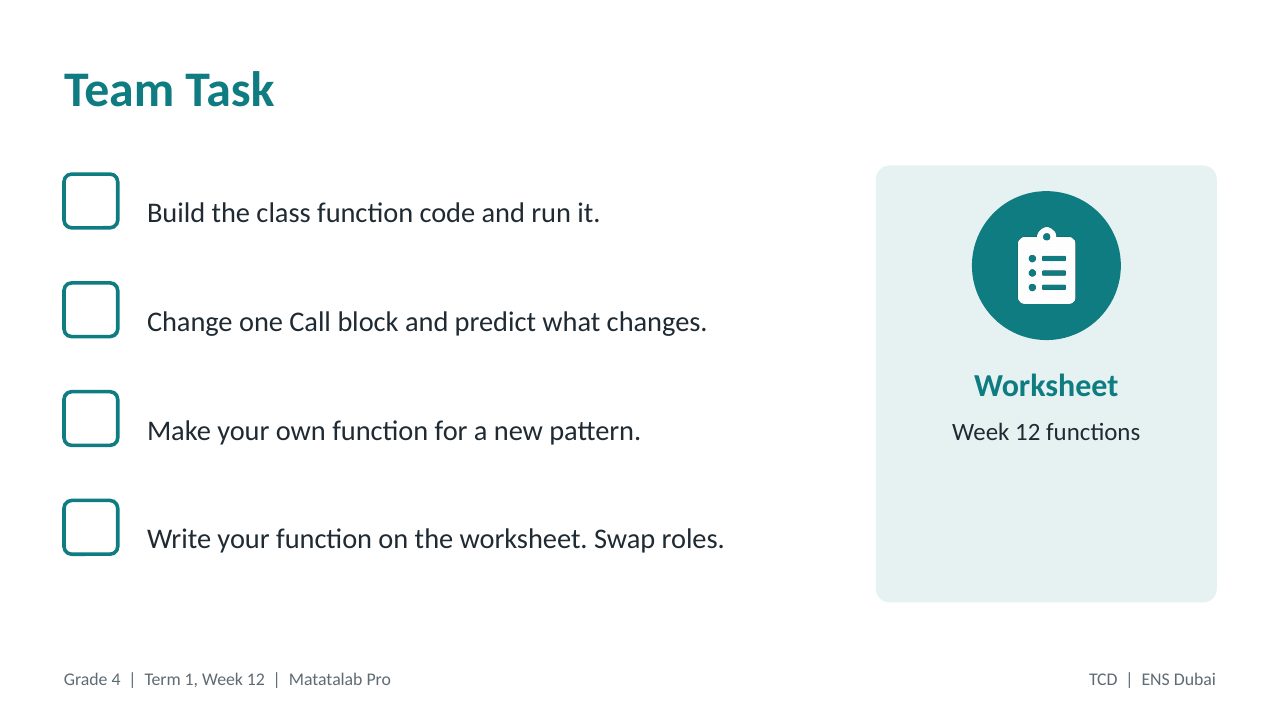 Team Task
Build the class function code and run it.
Change one Call block and predict what changes.
Make your own function for a new pattern.
Write your function on the worksheet. Swap roles.
Worksheet
Week 12 functions
Grade 4 | Term 1, Week 12 | Matatalab Pro
TCD | ENS Dubai